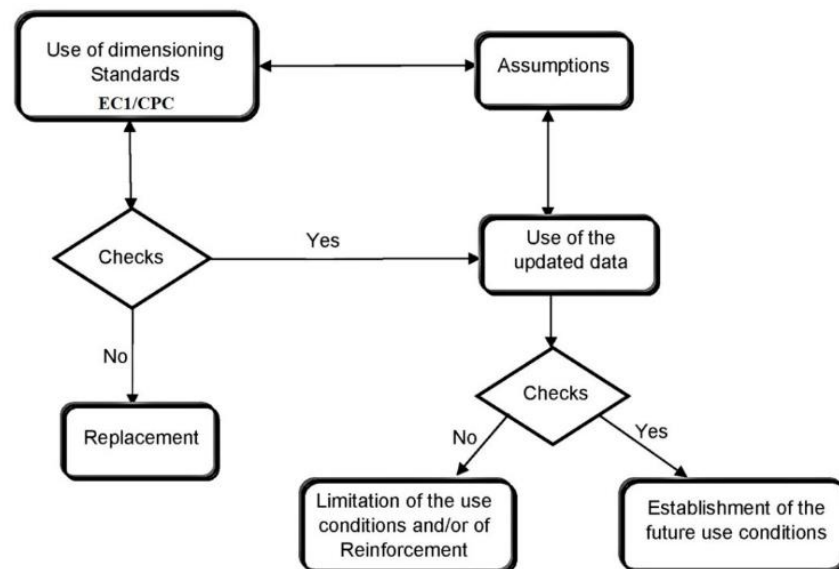 Use of dimensioning
Standards
EC1/CPC
Assumptions
Checks
Yes
Use of the
updated data
No
Checks
Replacement
No
Yes
Limitation of the use
conditions and/or of
Reinforcement
Establishment of the
future use conditions